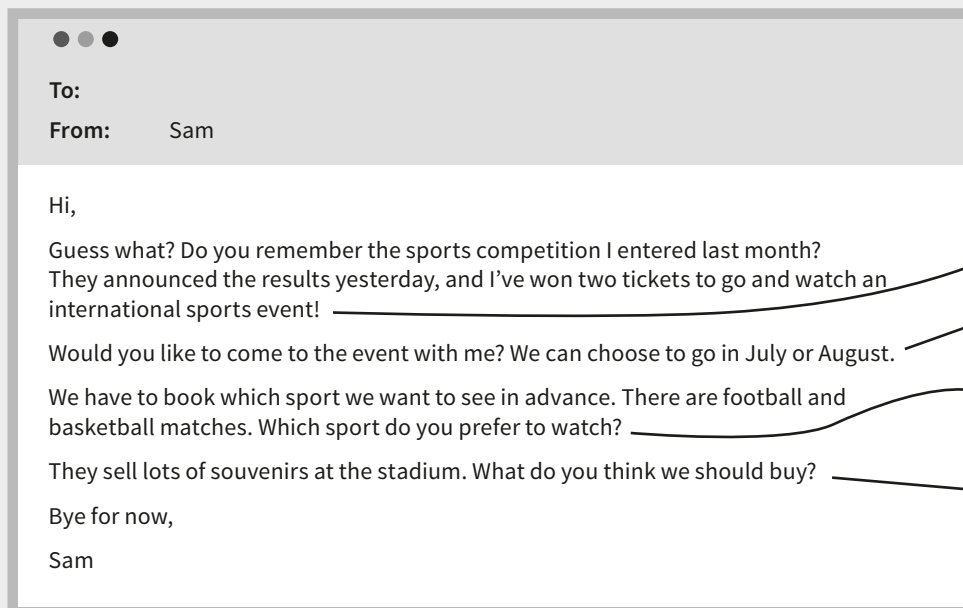 To:
From: Sam
Hi,
Guess what? Do you remember the sports competition I entered last month?
They announced the results yesterday, and I’ve won two tickets to go and watch an
international sports event!
Would you like to come to the event with me? We can choose to go in July or August.
We have to book which sport we want to see in advance. There are football and
basketball matches. Which sport do you prefer to watch?
They sell lots of souvenirs at the stadium. What do you think we should buy?
Bye for now,
Sam